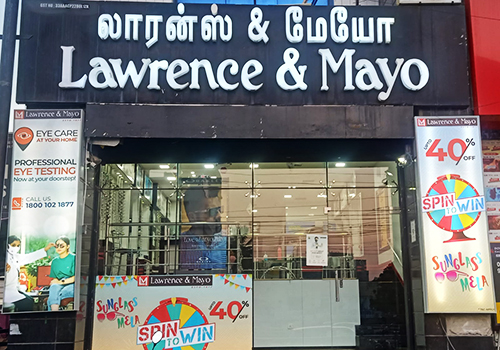 லாரன்ஸ் & மேயோ
Lawrence & Mayo
Lawrence & Mayo
EYE CARE
AT YOUR HOME
PROFESSIONAL
EYE TESTING
Now at your doorstep!
CALL US
1800 102 1877
Lawrence & Mayo
UPTO
40%
OFF
SPIN
TO WIN
SUNGLASS
MELA
Lawrence & Mayo
SUNGLASS
MELA
SPIN
TO WIN
40%
OFF